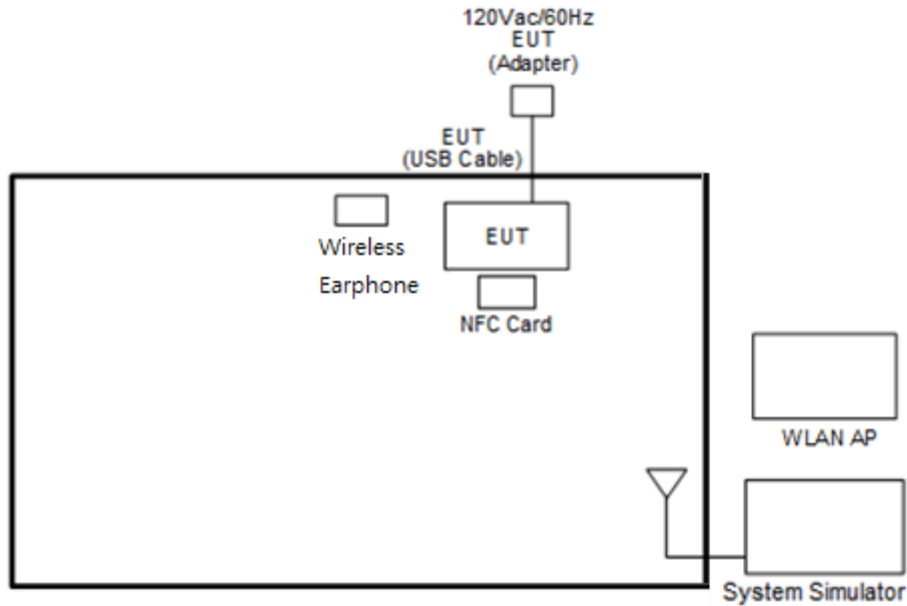 120Vac/60Hz
EUT
(Adapter)
EUT
(USB Cable)
Wireless
Earphone
EUT
NFC Card
WLAN AP
System Simulator